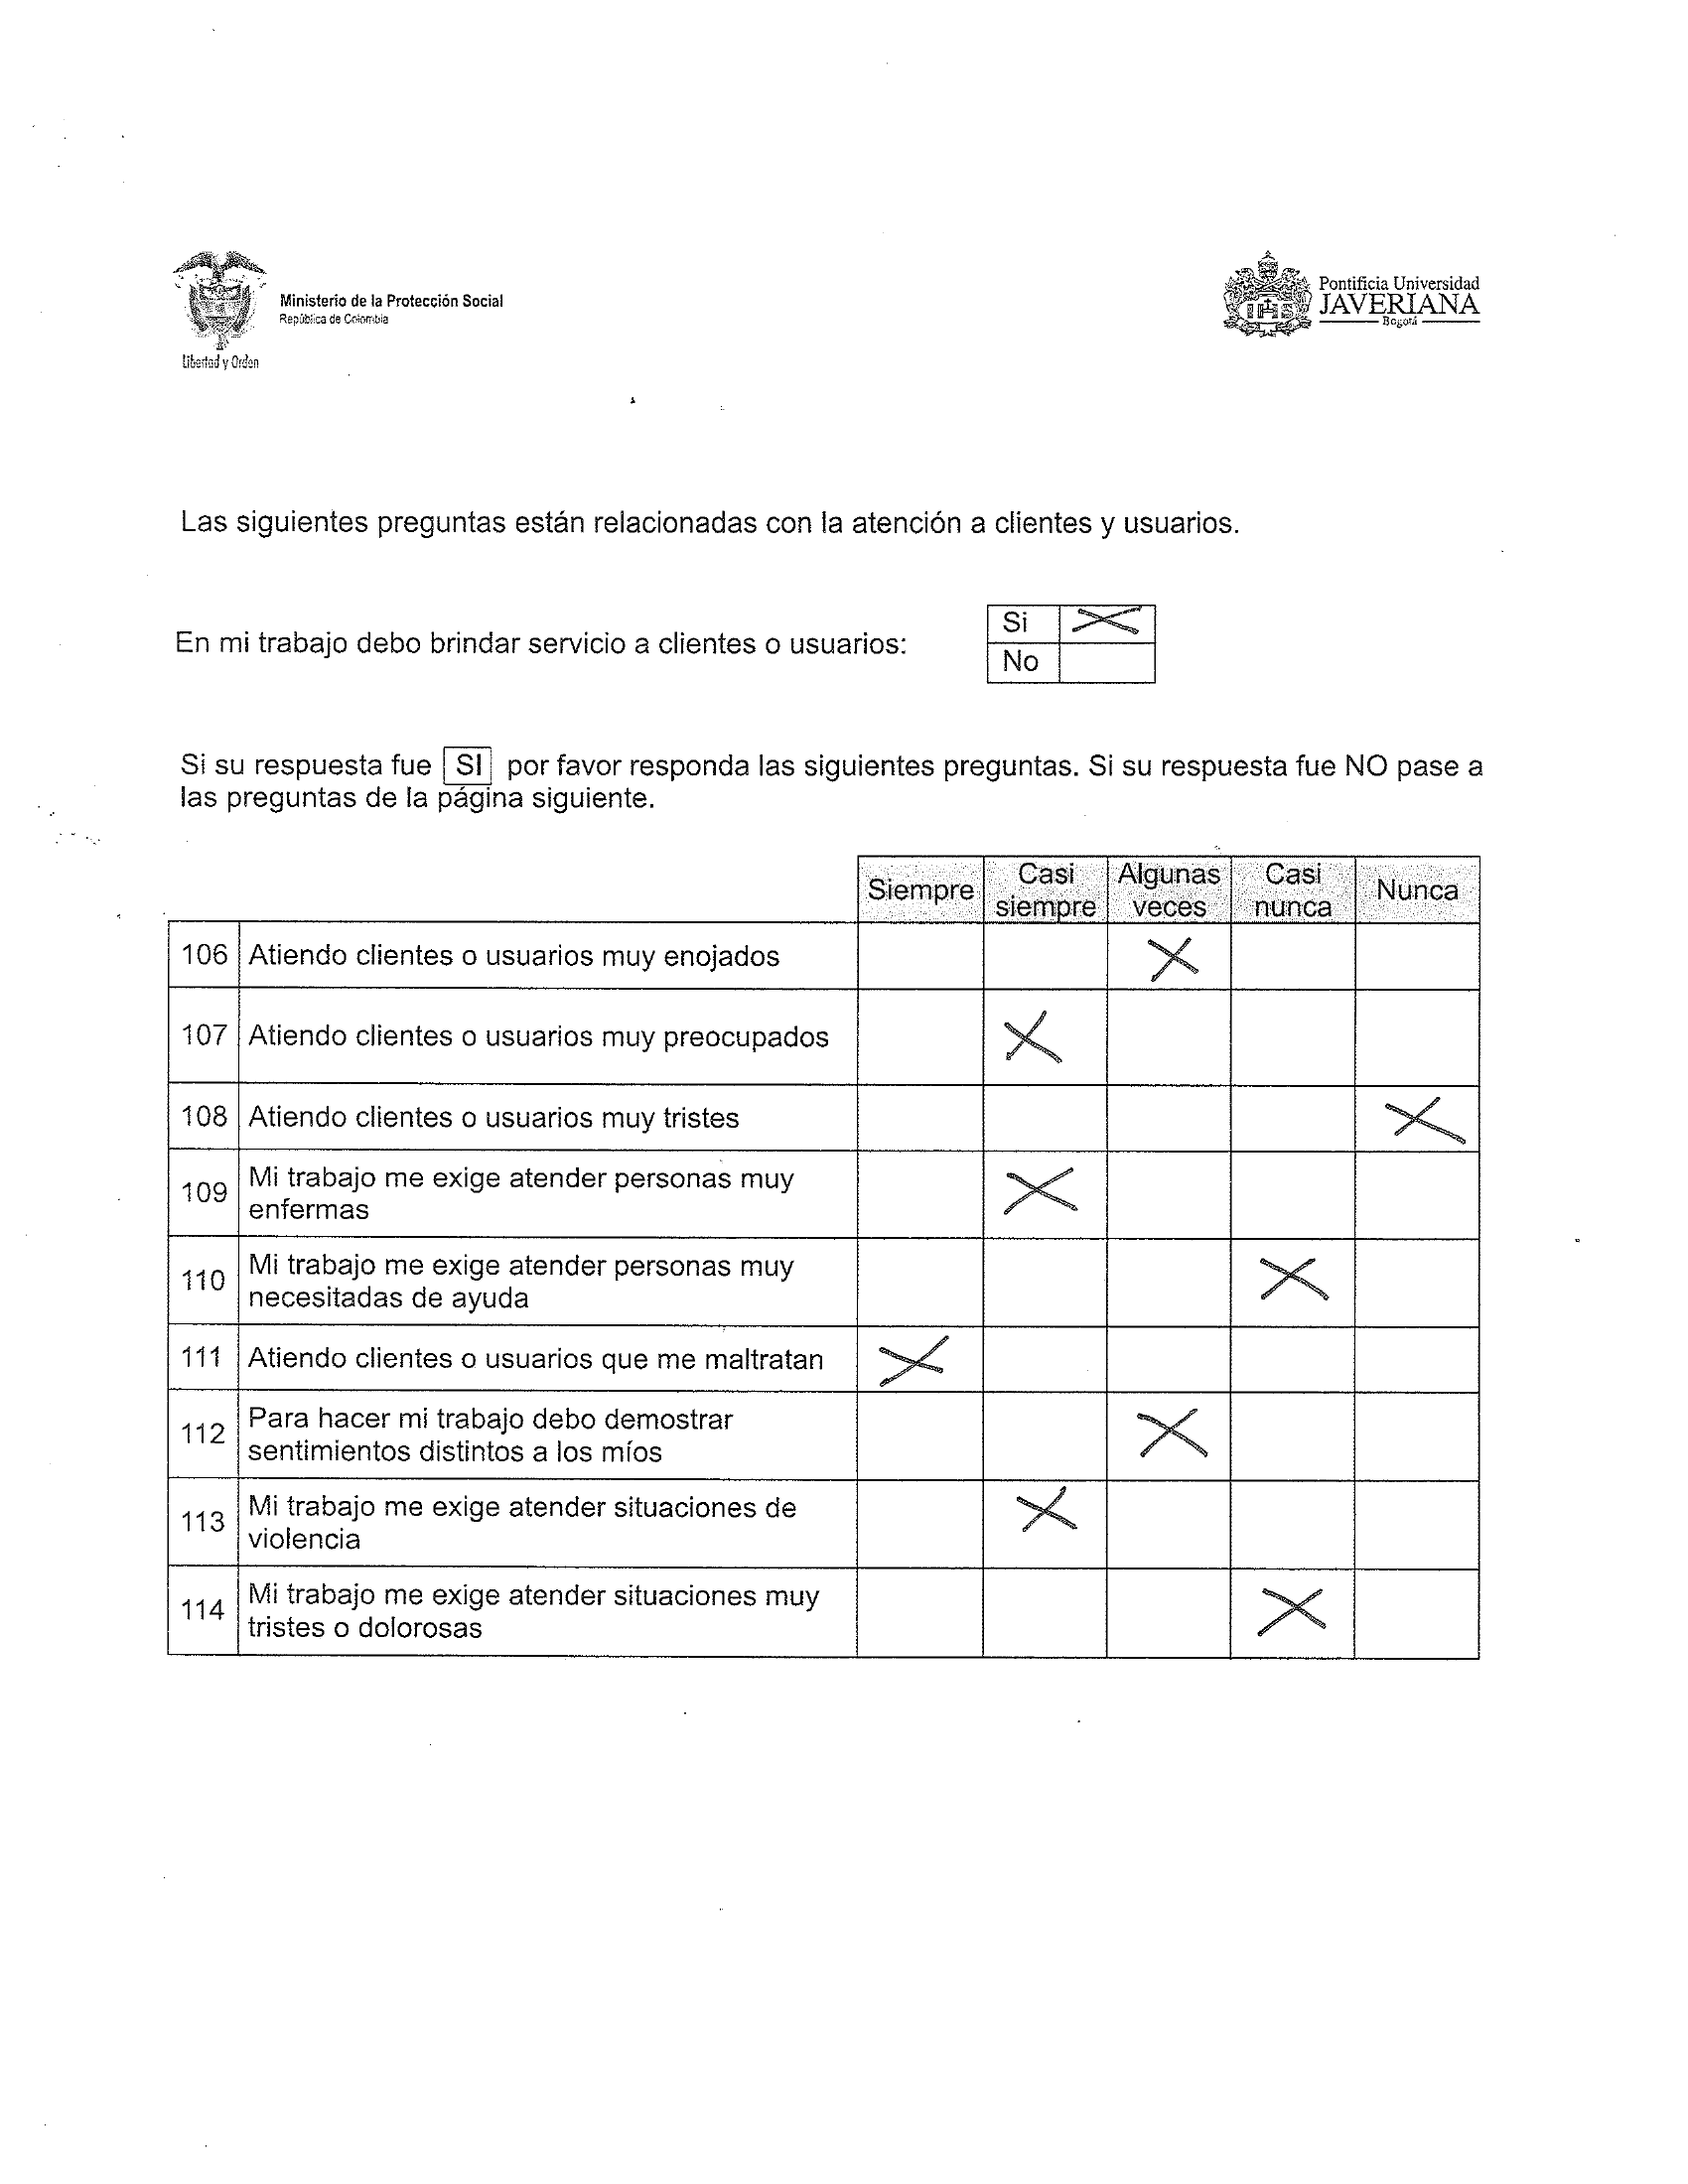 Ministerio de la Protección Social
República de Colombia
Libertad y Orden
Pontificia Universidad
JAVERIANA
Bogotá
Las siguientes preguntas están relacionadas con la atención a clientes y usuarios.
En mi trabajo debo brindar servicio a clientes o usuarios:
Si X
No
Si su respuesta fue SI por favor responda las siguientes preguntas. Si su respuesta fue NO pase a
las preguntas de la página siguiente.
Siempre Casi siempre Algunas veces Casi nunca Nunca
106 Atiendo clientes o usuarios muy enojados X
107 Atiendo clientes o usuarios muy preocupados X
108 Atiendo clientes o usuarios muy tristes X
109 Mi trabajo me exige atender personas muy
enfermas X
110 Mi trabajo me exige atender personas muy
necesitadas de ayuda X
111 Atiendo clientes o usuarios que me maltratan X
112 Para hacer mi trabajo debo demostrar
sentimientos distintos a los míos X
113 Mi trabajo me exige atender situaciones de
violencia X
114 Mi trabajo me exige atender situaciones muy
tristes o dolorosas X